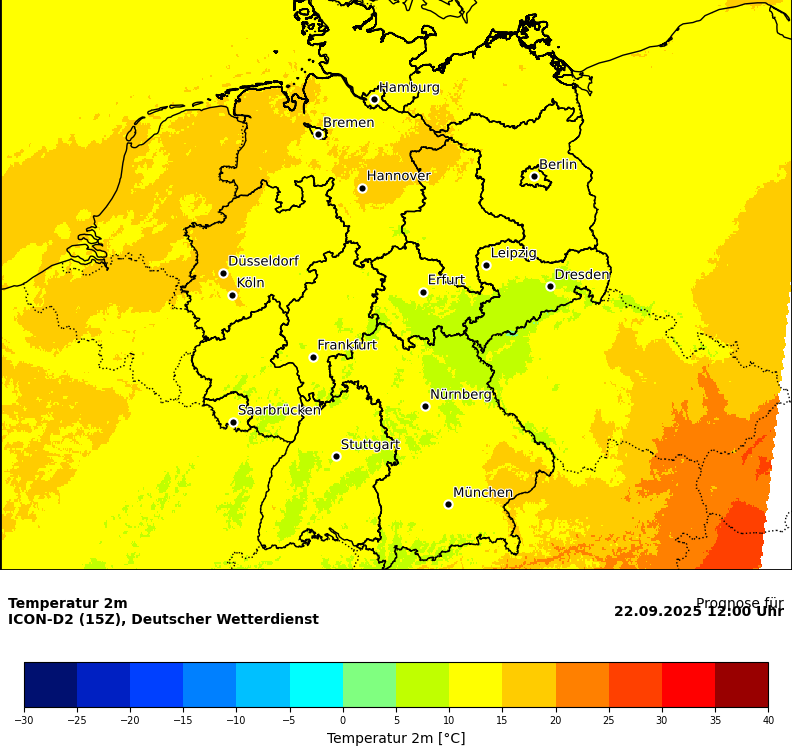 Hamburg
Bremen
Berlin
Hannover
Leipzig
Düsseldorf
Dresden
Köln
Erfurt
Frankfurt
Nürnberg
Saarbrücken
Stuttgart
München
Temperatur 2m
Prognose für
ICON-D2 (15Z), Deutscher Wetterdienst
22.09.2025 12:00 Uhr
−30 −25 −20 −15 −10 −5 0 5 10 15 20 25 30 35 40
Temperatur 2m [°C]